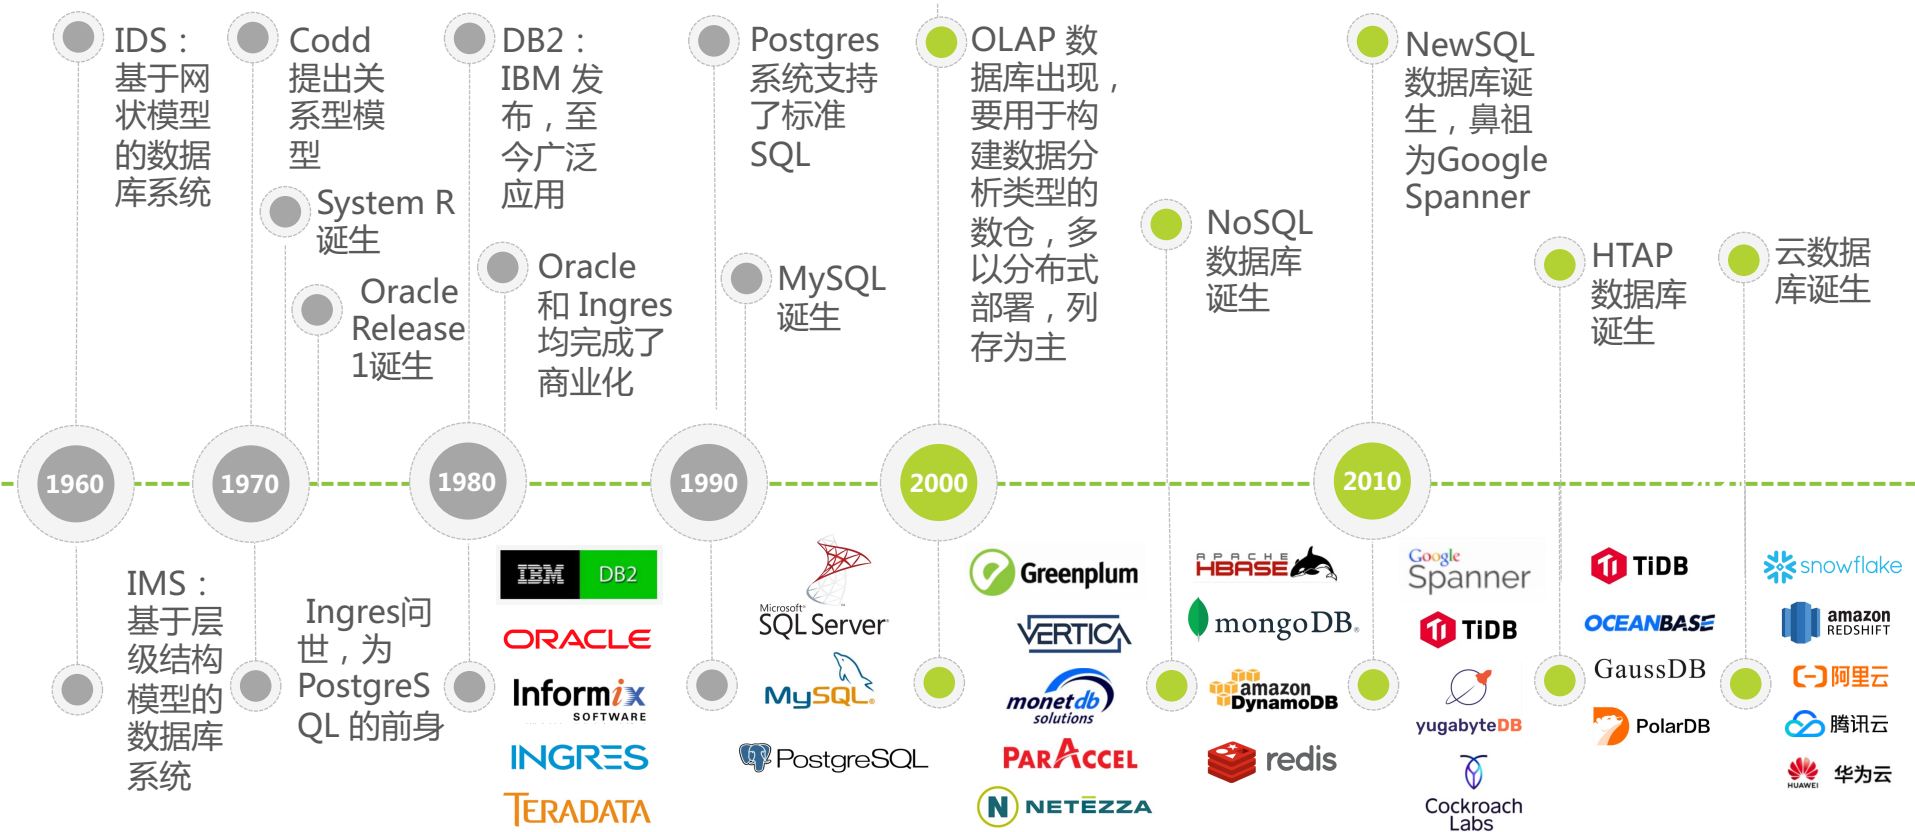 IDS：
基于网
状模型
的数据
库系统
Codd
提出关
系型模
型
System R
诞生
Oracle
Release
1诞生
DB2：
IBM 发
布，至
今广泛
应用
Oracle
和 Ingres
均完成了
商业化
Postgres
系统支持
了标准
SQL
MySQL
诞生
OLAP 数
据库出现，
要用于构
建数据分
析类型的
数仓，多
以分布式
部署，列
存为主
NoSQL
数据库
诞生
NewSQL
数据库诞
生，鼻祖
为Google
Spanner
HTAP
数据库
诞生
云数据
库诞生
1960
1970
1980
1990
2000
2010
IMS：
基于层
级结构
模型的
数据库
系统
Ingres问
世，为
PostgreS
QL 的前身
IBM DB2
ORACLE
Informix
SOFTWARE
INGRES
TERADATA
Microsoft
SQL Server
MySQL
PostgreSQL
Greenplum
VERTICA
monetdb
solutions
PARACCEL
N NETEZZA
APACHE
HBASE
mongoDB
amazon
DynamoDB
redis
Google
Spanner
TiDB
yugabyteDB
Cockroach
Labs
TiDB
OCEANBASE
GaussDB
PolarDB
snowflake
amazon
REDSHIFT
阿里云
腾讯云
HUAWEI 华为云